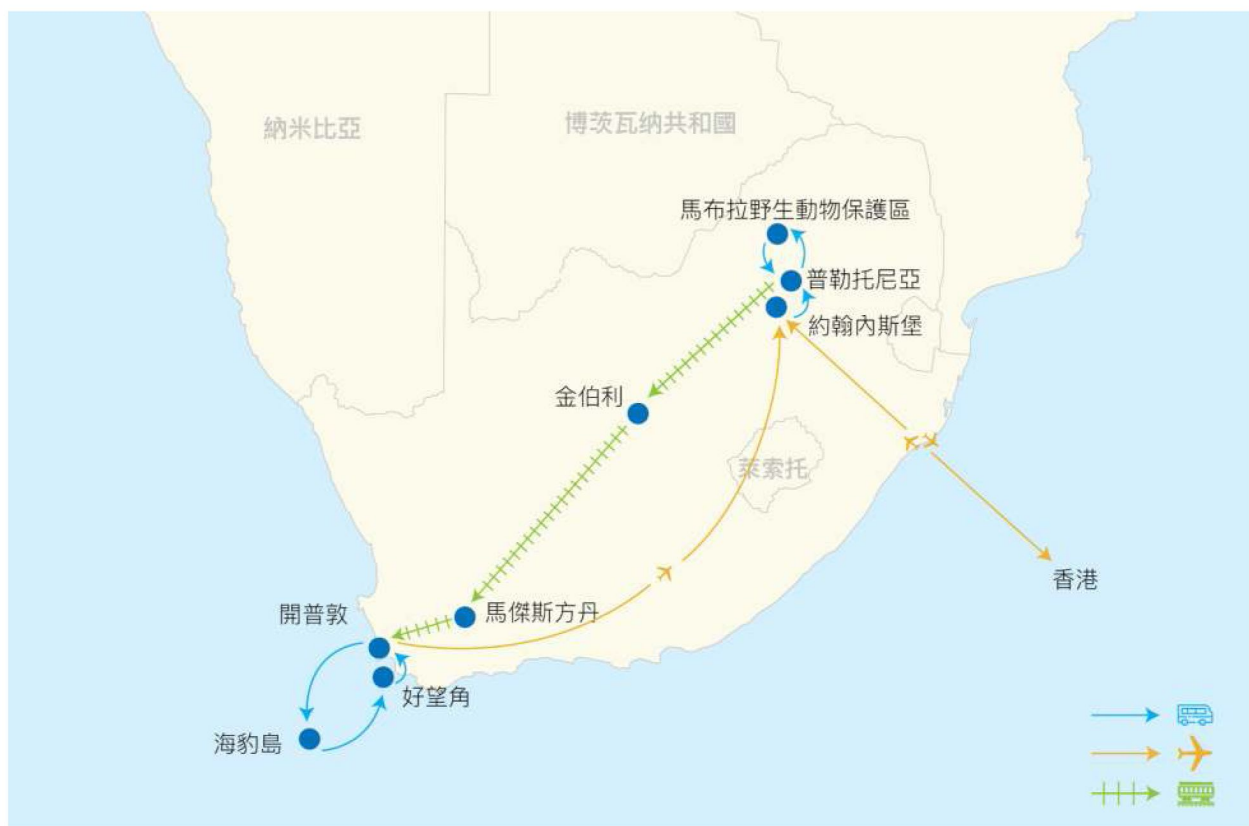 納米比亞
博茨瓦纳共和國
馬布拉野生動物保護區
普勒托尼亞
約翰內斯堡
金伯利
萊索托
香港
開普敦
馬傑斯方丹
好望角
海豹島